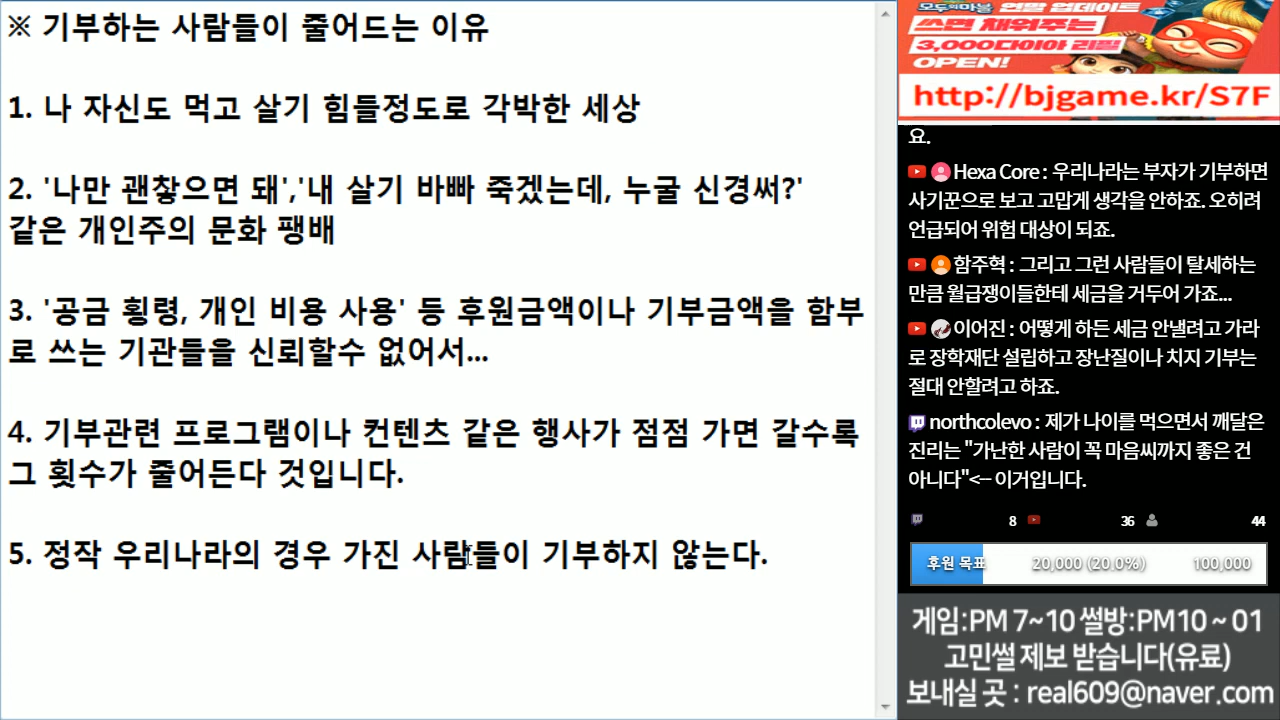 ※ 기부하는 사람들이 줄어드는 이유
1. 나 자신도 먹고 살기 힘들정도로 각박한 세상
2. '나만 괜찮으면 돼','내 살기 바빠 죽겠는데, 누굴 신경써?'
같은 개인주의 문화 팽배
3. '공금 횡령, 개인 비용 사용' 등 후원금액이나 기부금액을 함부
로 쓰는 기관들을 신뢰할수 없어서...
4. 기부관련 프로그램이나 컨텐츠 같은 행사가 점점 가면 갈수록
그 횟수가 줄어든다 것입니다.
5. 정작 우리나라의 경우 가진 사람들이 기부하지 않는다.
모두의마블 연말 업데이트
쓰면 채워주는
3,000다이아 리필
OPEN!
http://bjgame.kr/S7F
요.
Hexa Core : 우리나라는 부자가 기부하면
사기꾼으로 보고 고맙게 생각을 안하죠. 오히려
언급되어 위험 대상이 되죠.
함주혁 : 그리고 그런 사람들이 탈세하는
만큼 월급쟁이들한테 세금을 거두어 가죠...
이어진 : 어떻게 하든 세금 안낼려고 가라
로 장학재단 설립하고 장난질이나 치지 기부는
절대 안할려고 하죠.
northcolevo : 제가 나이를 먹으면서 깨달은
진리는 "가난한 사람이 꼭 마음씨까지 좋은 건
아니다"<-- 이거입니다.
8 36 44
후원 목표 20,000 (20.0%) 100,000
게임:PM 7~10 썰방:PM10 ~ 01
고민썰 제보 받습니다(유료)
보내실 곳 : real609@naver.com